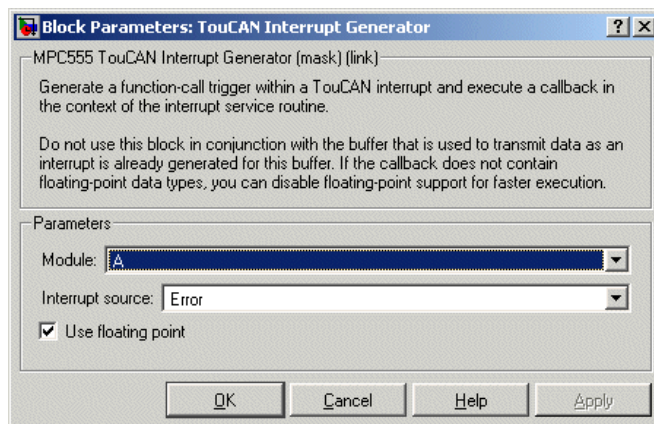 Block Parameters: TouCAN Interrupt Generator
MPC555 TouCAN Interrupt Generator (mask) (link)
Generate a function-call trigger within a TouCAN interrupt and execute a callback in
the context of the interrupt service routine.
Do not use this block in conjunction with the buffer that is used to transmit data as an
interrupt is already generated for this buffer. If the callback does not contain
floating-point data types, you can disable floating-point support for faster execution.
Parameters
Module: A
Interrupt source: Error
Use floating point
OK Cancel Help Apply